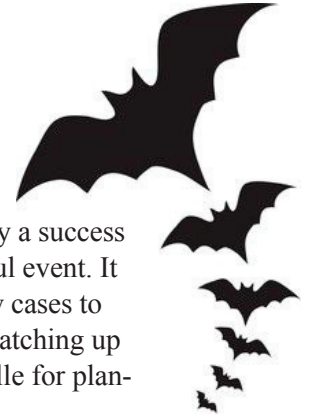 y a success
ul event. It
y cases to
atching up
lle for plan-